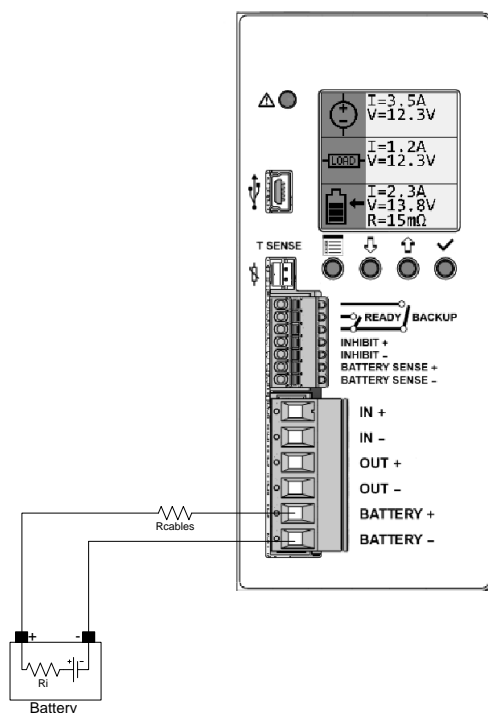 I=3.5A
V=12.3V
LOAD
I=1.2A
V=12.3V
I=2.3A
V=13.8V
R=15mΩ
T SENSE
READY BACKUP
INHIBIT +
INHIBIT –
BATTERY SENSE +
BATTERY SENSE –
IN +
IN –
OUT +
OUT –
BATTERY +
BATTERY –
Rcables
+ -
+ -
Ri
Battery